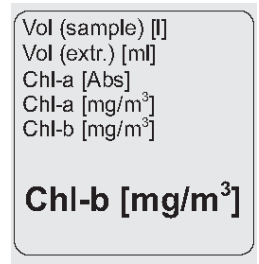 Vol (sample) [l]
Vol (extr.) [ml]
Chl-a [Abs]
Chl-a [mg/m³]
Chl-b [mg/m³]
Chl-b [mg/m³]